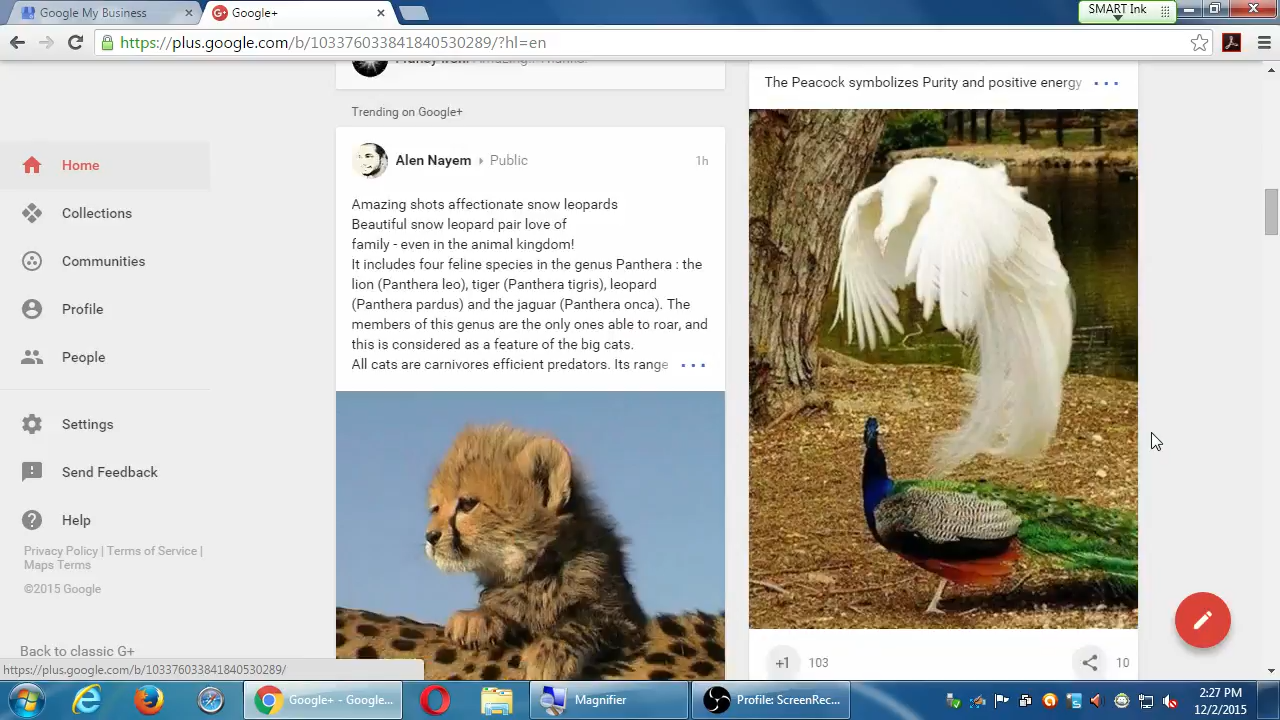 Google My Business
Google+
SMART Ink
https://plus.google.com/b/103376033841840530289/?hl=en
Trending on Google+
Alen Nayem
Public
1h
Amazing shots affectionate snow leopards
Beautiful snow leopard pair love of
family - even in the animal kingdom!
It includes four feline species in the genus Panthera : the
lion (Panthera leo), tiger (Panthera tigris), leopard
(Panthera pardus) and the jaguar (Panthera onca). The
members of this genus are the only ones able to roar, and
this is considered as a feature of the big cats.
All cats are carnivores efficient predators. Its range
The Peacock symbolizes Purity and positive energy
+1
103
10
Home
Collections
Communities
Profile
People
Settings
Send Feedback
Help
Privacy Policy | Terms of Service |
Maps Terms
©2015 Google
Back to classic G+
https://plus.google.com/b/103376033841840530289/
Google+ - Google...
Magnifier
Profile: ScreenRec...
2:27 PM
12/2/2015